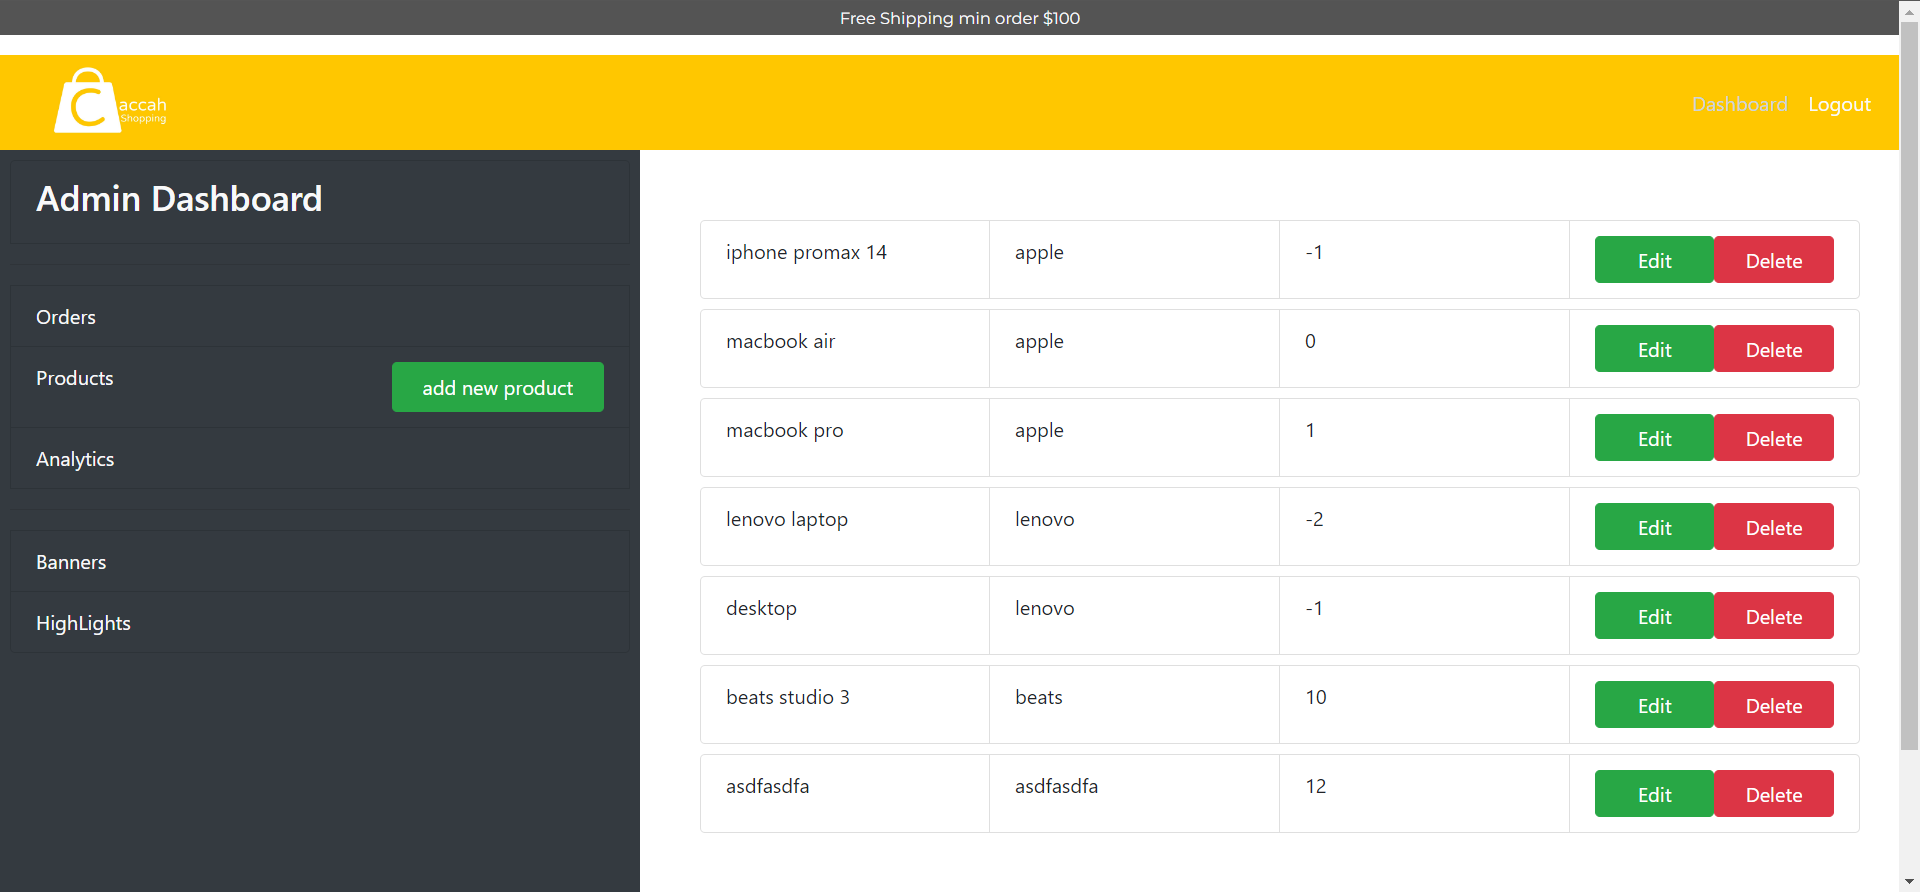 Free Shipping min order $100
C accah
Shopping
Dashboard Logout
Admin Dashboard
Orders
Products add new product
Analytics
Banners
HighLights
iphone promax 14 apple -1 Edit Delete
macbook air apple 0 Edit Delete
macbook pro apple 1 Edit Delete
lenovo laptop lenovo -2 Edit Delete
desktop lenovo -1 Edit Delete
beats studio 3 beats 10 Edit Delete
asdfasdfa asdfasdfa 12 Edit Delete